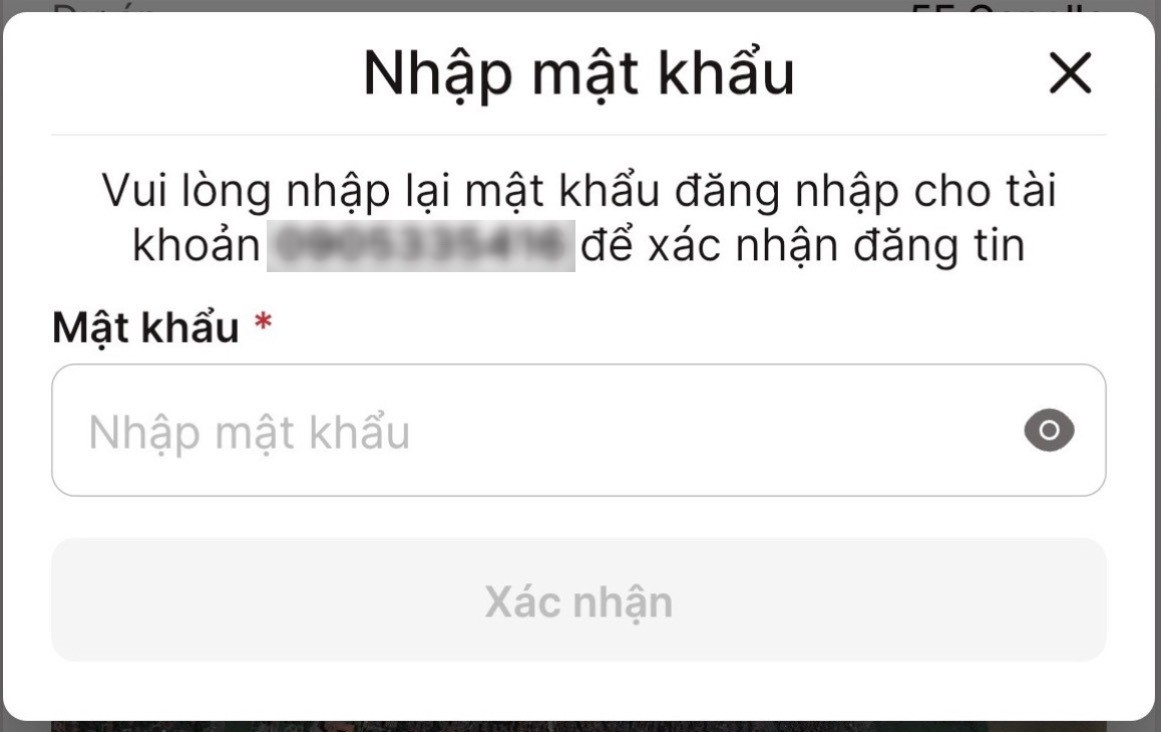 Nhập mật khẩu
Vui lòng nhập lại mật khẩu đăng nhập cho tài
khoản để xác nhận đăng tin
Mật khẩu *
Nhập mật khẩu
Xác nhận